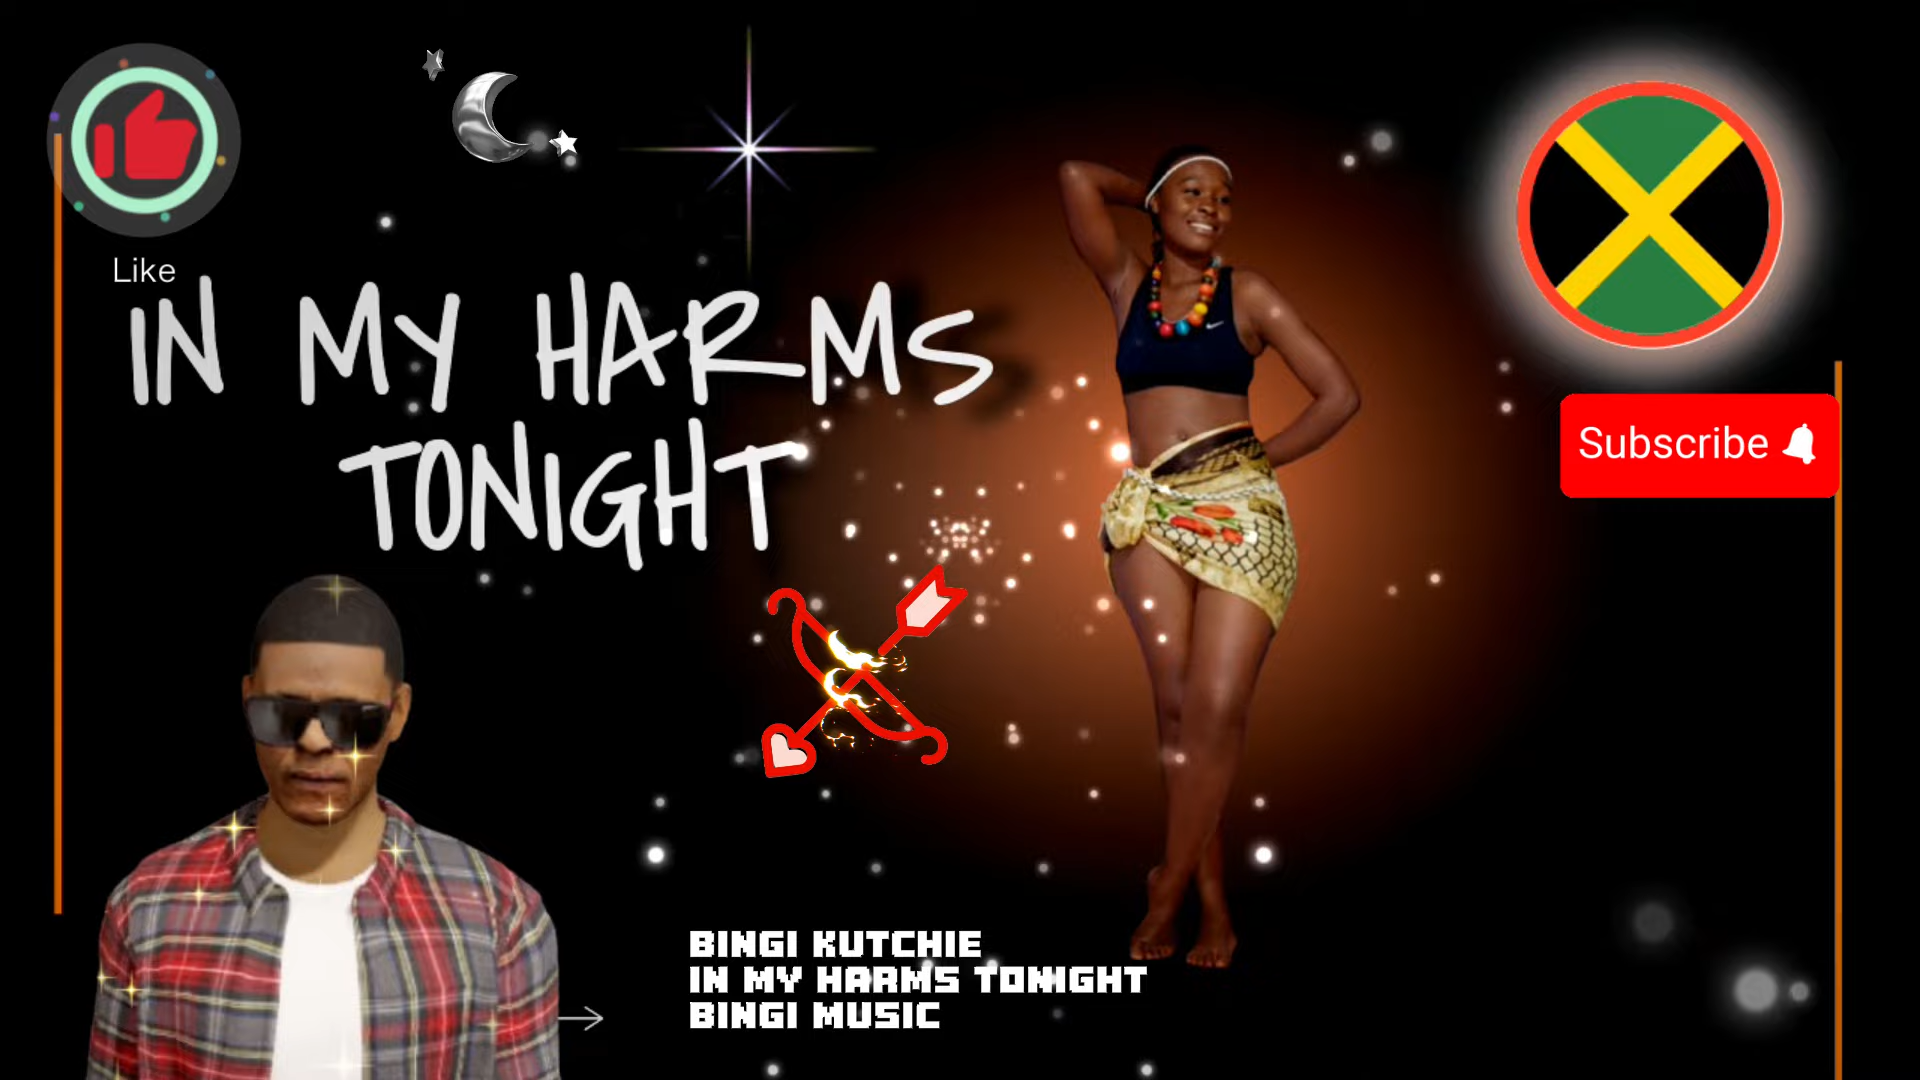 Like
IN MY HARMS
TONIGHT
Subscribe
BINGI KUTCHIE
IN MY HARMS TONIGHT
BINGI MUSIC